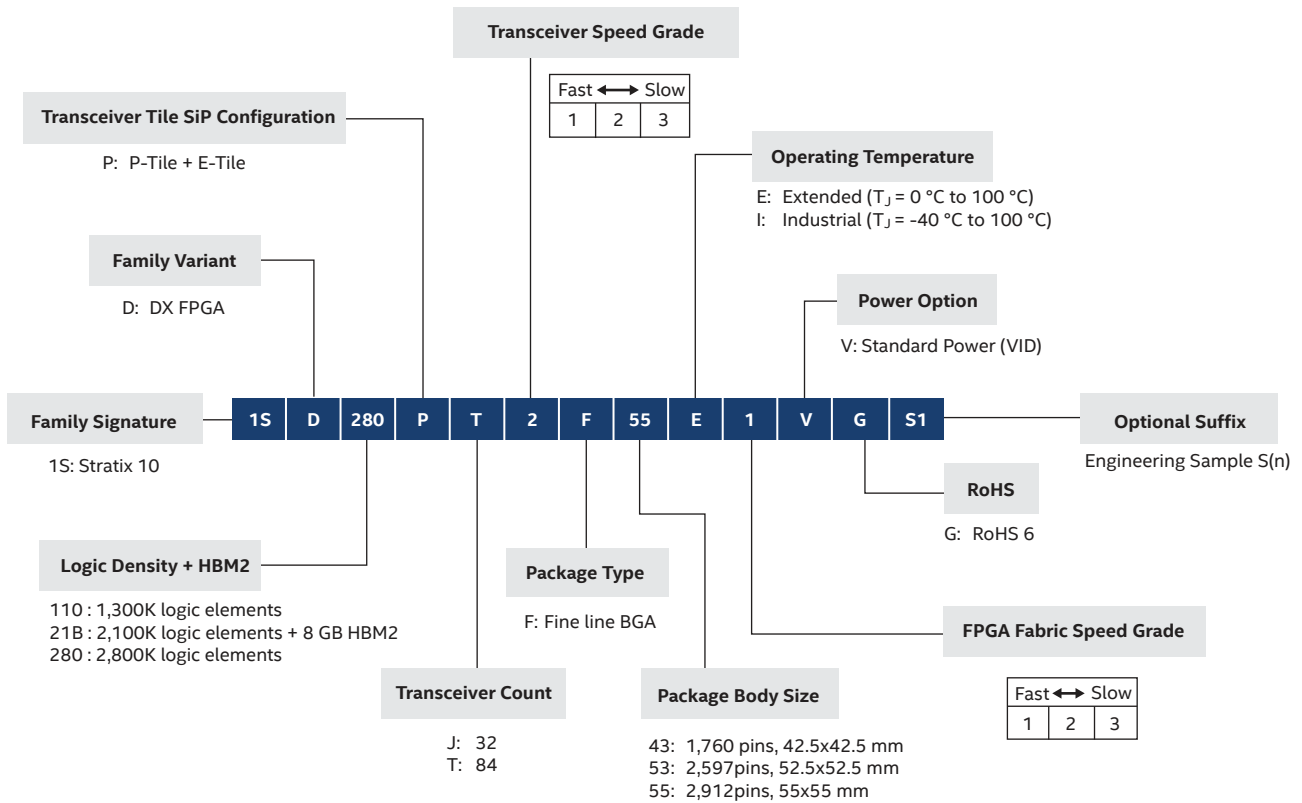 Transceiver Speed Grade
Fast Slow
1 2 3
Transceiver Tile SiP Configuration
P: P-Tile + E-Tile
Operating Temperature
E: Extended (TJ = 0 °C to 100 °C)
I: Industrial (TJ = -40 °C to 100 °C)
Family Variant
D: DX FPGA
Power Option
V: Standard Power (VID)
Family Signature
1S: Stratix 10
1S D 280 P T 2 F 55 E 1 V G S1
Optional Suffix
Engineering Sample S(n)
RoHS
G: RoHS 6
Logic Density + HBM2
110 : 1,300K logic elements
21B : 2,100K logic elements + 8 GB HBM2
280 : 2,800K logic elements
Package Type
F: Fine line BGA
FPGA Fabric Speed Grade
Fast Slow
1 2 3
Transceiver Count
J: 32
T: 84
Package Body Size
43: 1,760 pins, 42.5x42.5 mm
53: 2,597pins, 52.5x52.5 mm
55: 2,912pins, 55x55 mm